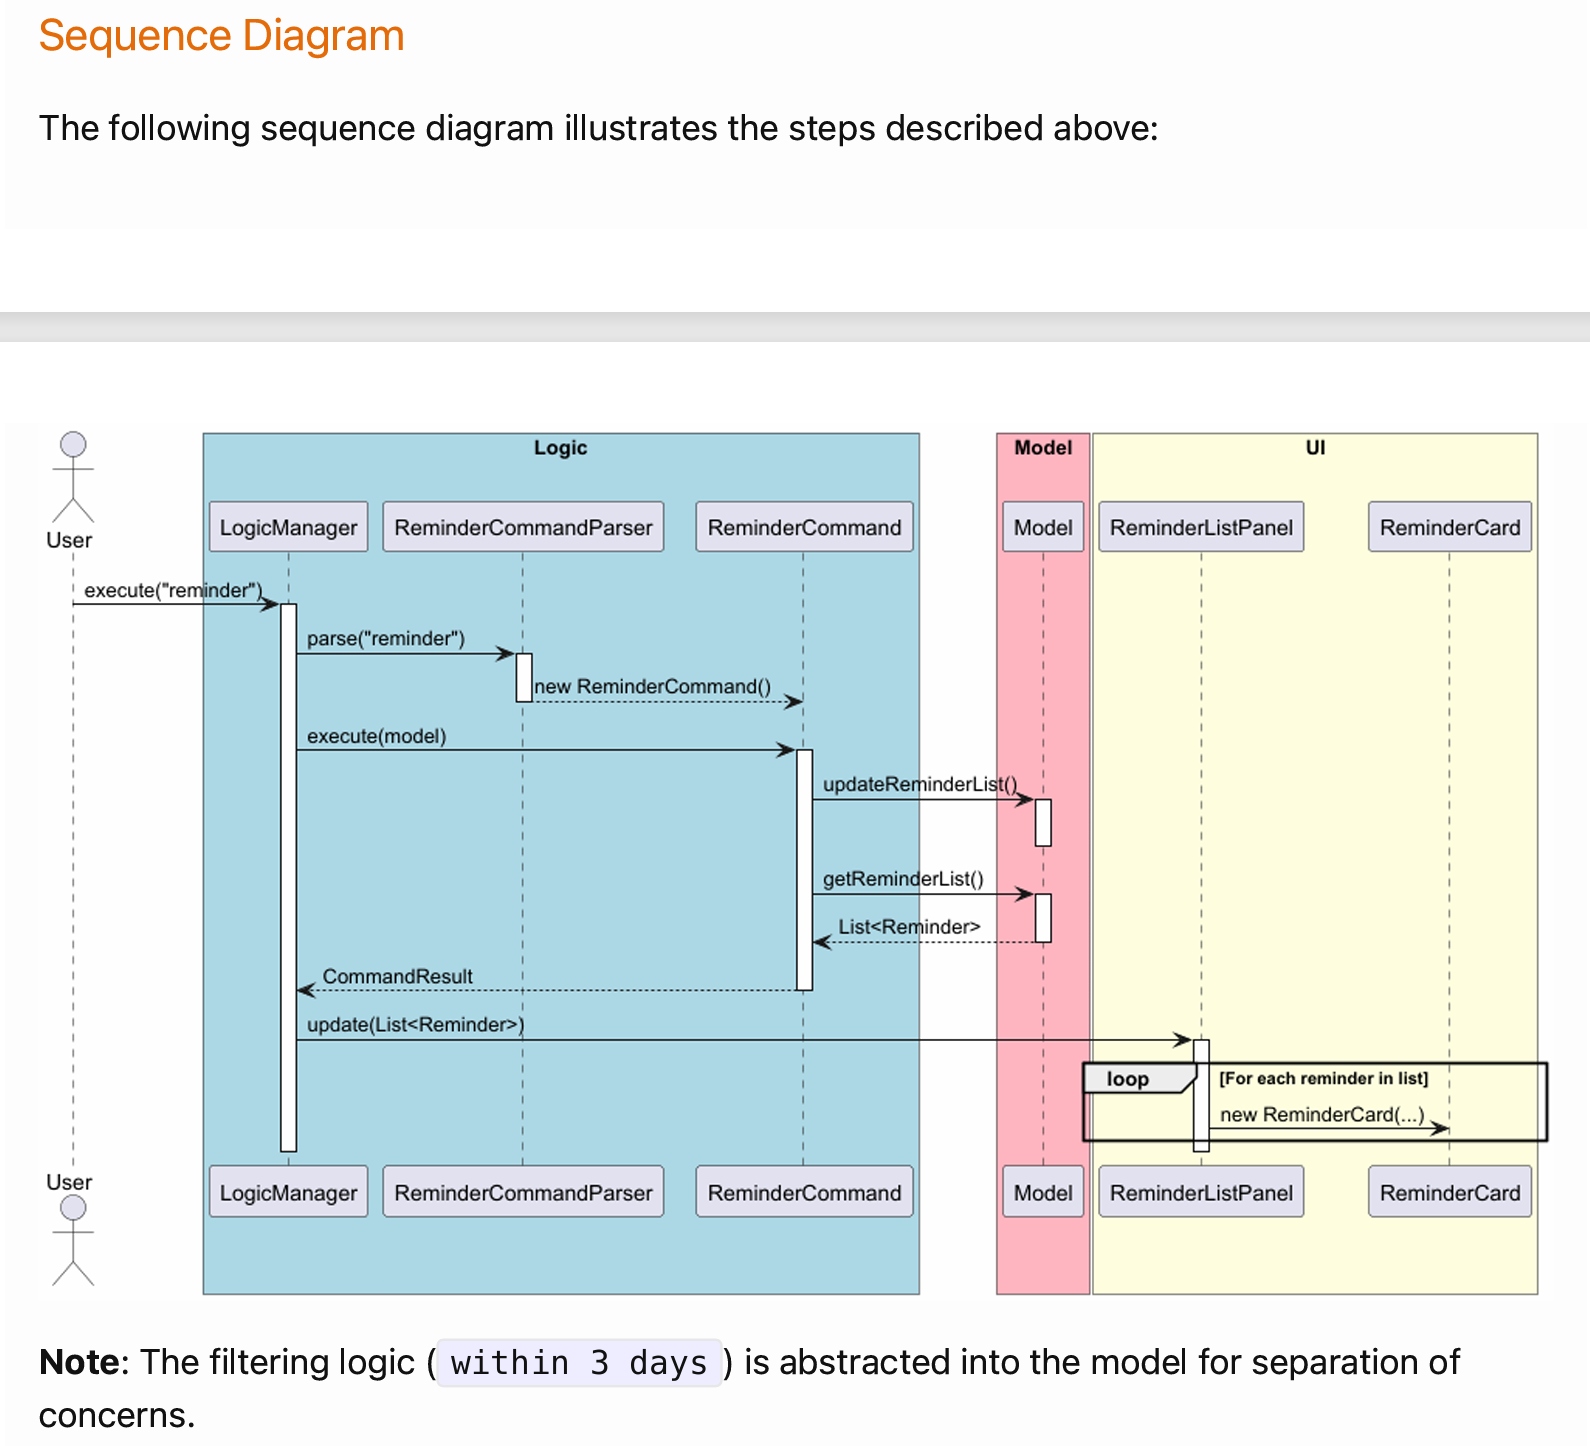 Sequence Diagram
The following sequence diagram illustrates the steps described above:
Logic
Model
UI
User
LogicManager
ReminderCommandParser
ReminderCommand
Model
ReminderListPanel
ReminderCard
execute("reminder")
parse("reminder")
new ReminderCommand()
execute(model)
updateReminderList()
getReminderList()
List<Reminder>
CommandResult
update(List<Reminder>)
loop
[For each reminder in list]
new ReminderCard(...)
User
LogicManager
ReminderCommandParser
ReminderCommand
Model
ReminderListPanel
ReminderCard
Note: The filtering logic ( within 3 days ) is abstracted into the model for separation of
concerns.